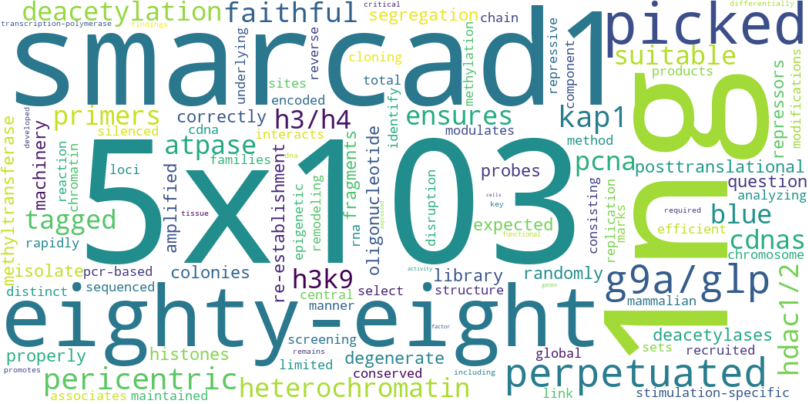 deacetylation faithful segregation chain critical differentially
transcription-polymerase findings picked
smarcad1 underlying reverse cloning methylation repressive component suitable
products
sites total
correctly encoded identify
primers h3/h4 ensures kap1
developed machinery silenced cdna interacts modulates method
methyltransferase reaction chromatin atpase families dna
5x103 1ng
loci amplified epigenetic remodeling rna fragments oligonucleotide disruption probes pcna posttranslational
repressors modifications
tagged re-establishment expected consisting replication marks question
rapidly blue analyzing
required efficient
cells key cdnas
isolate pcr-based colonies h3k9 library randomly chromosome
tissue activity
distinct sequenced central select structure g9a/glp
genes mammalian
manner functional
eighty-eight hdac1/2
factor deacetylases
screening sets recruited
properly histones remains limited degenerate global
conserved perpetuated
pericentric heterochromatin including
promotes associates maintained link stimulation-specific
expressed